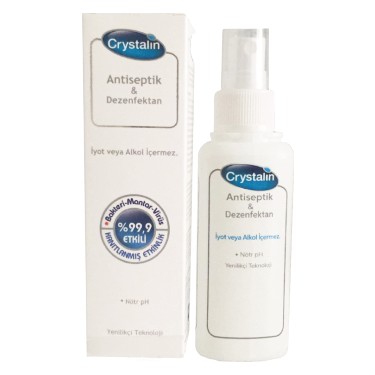 Crystalin
Antiseptik
&
Dezenfektan
İyot veya Alkol İçermez.
•Bakteri-Mantar-Virüs
%99,9
ETKİLİ
KANITLANMIŞ ETKİNLİK
• Nötr pH
Yenilikçi Teknoloji
Crystalin
Antiseptik
&
Dezenfektan
İyot veya Alkol İçermez.
• Nötr pH
Yenilikçi Teknoloji